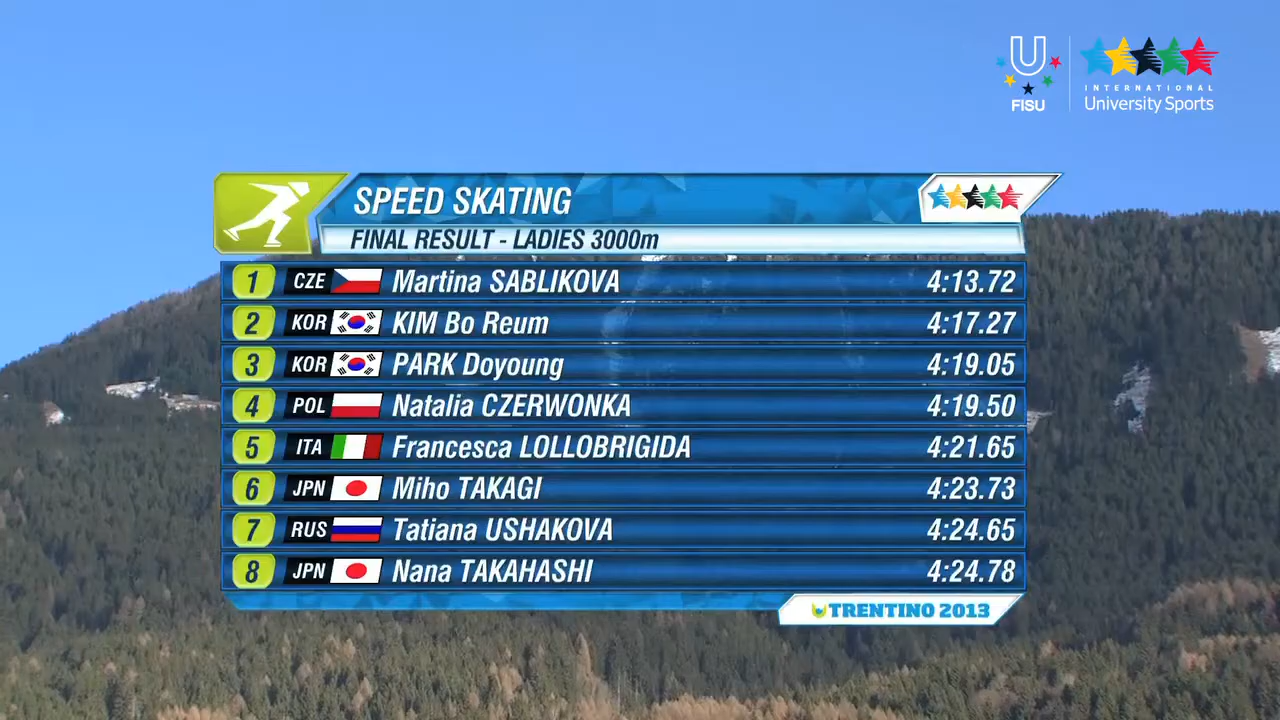 U
FISU
INTERNATIONAL
University Sports
SPEED SKATING
FINAL RESULT - LADIES 3000m
1 CZE Martina SABLIKOVA 4:13.72
2 KOR KIM Bo Reum 4:17.27
3 KOR PARK Doyoung 4:19.05
4 POL Natalia CZERWONKA 4:19.50
5 ITA Francesca LOLLOBRIGIDA 4:21.65
6 JPN Miho TAKAGI 4:23.73
7 RUS Tatiana USHAKOVA 4:24.65
8 JPN Nana TAKAHASHI 4:24.78
TRENTINO 2013